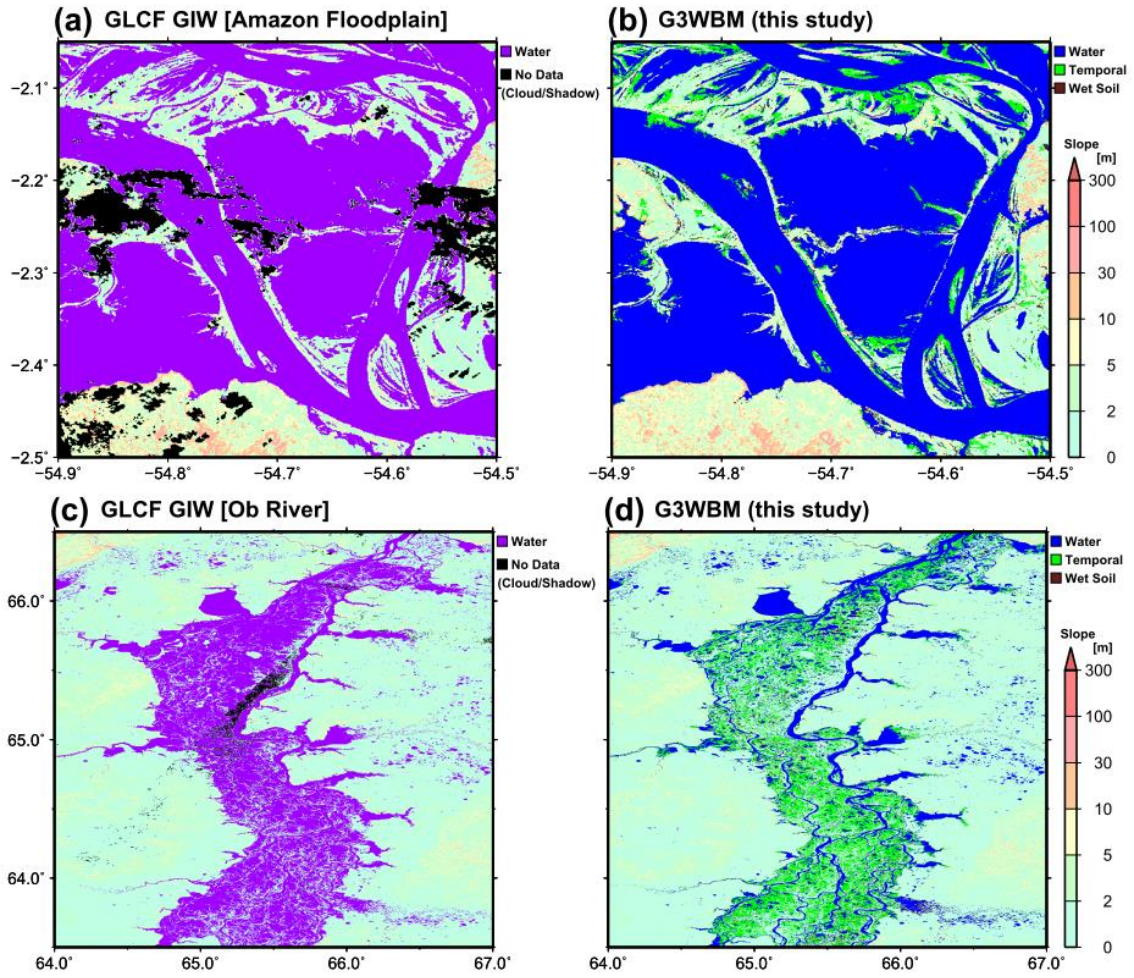 (a) GLCF GIW [Amazon Floodplain]
Water
No Data
(Cloud/Shadow)
−2.1°
−2.2°
−2.3°
−2.4°
−2.5°
−54.9° −54.8° −54.7° −54.6° −54.5°
(b) G3WBM (this study)
Water
Temporal
Wet Soil
Slope
[m]
300
100
30
10
5
2
0
−54.9° −54.8° −54.7° −54.6° −54.5°
(c) GLCF GIW [Ob River]
Water
No Data
(Cloud/Shadow)
66.0°
65.0°
64.0°
64.0° 65.0° 66.0° 67.0°
(d) G3WBM (this study)
Water
Temporal
Wet Soil
Slope
[m]
300
100
30
10
5
2
0
64.0° 65.0° 66.0° 67.0°